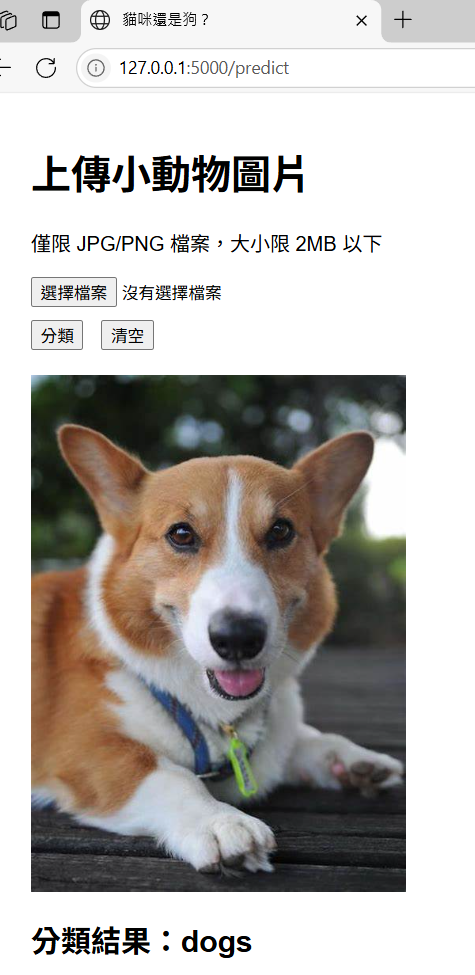 貓咪還是狗？
127.0.0.1:5000/predict
上傳小動物圖片
僅限 JPG/PNG 檔案，大小限 2MB 以下
選擇檔案 沒有選擇檔案
分類 清空
分類結果：dogs